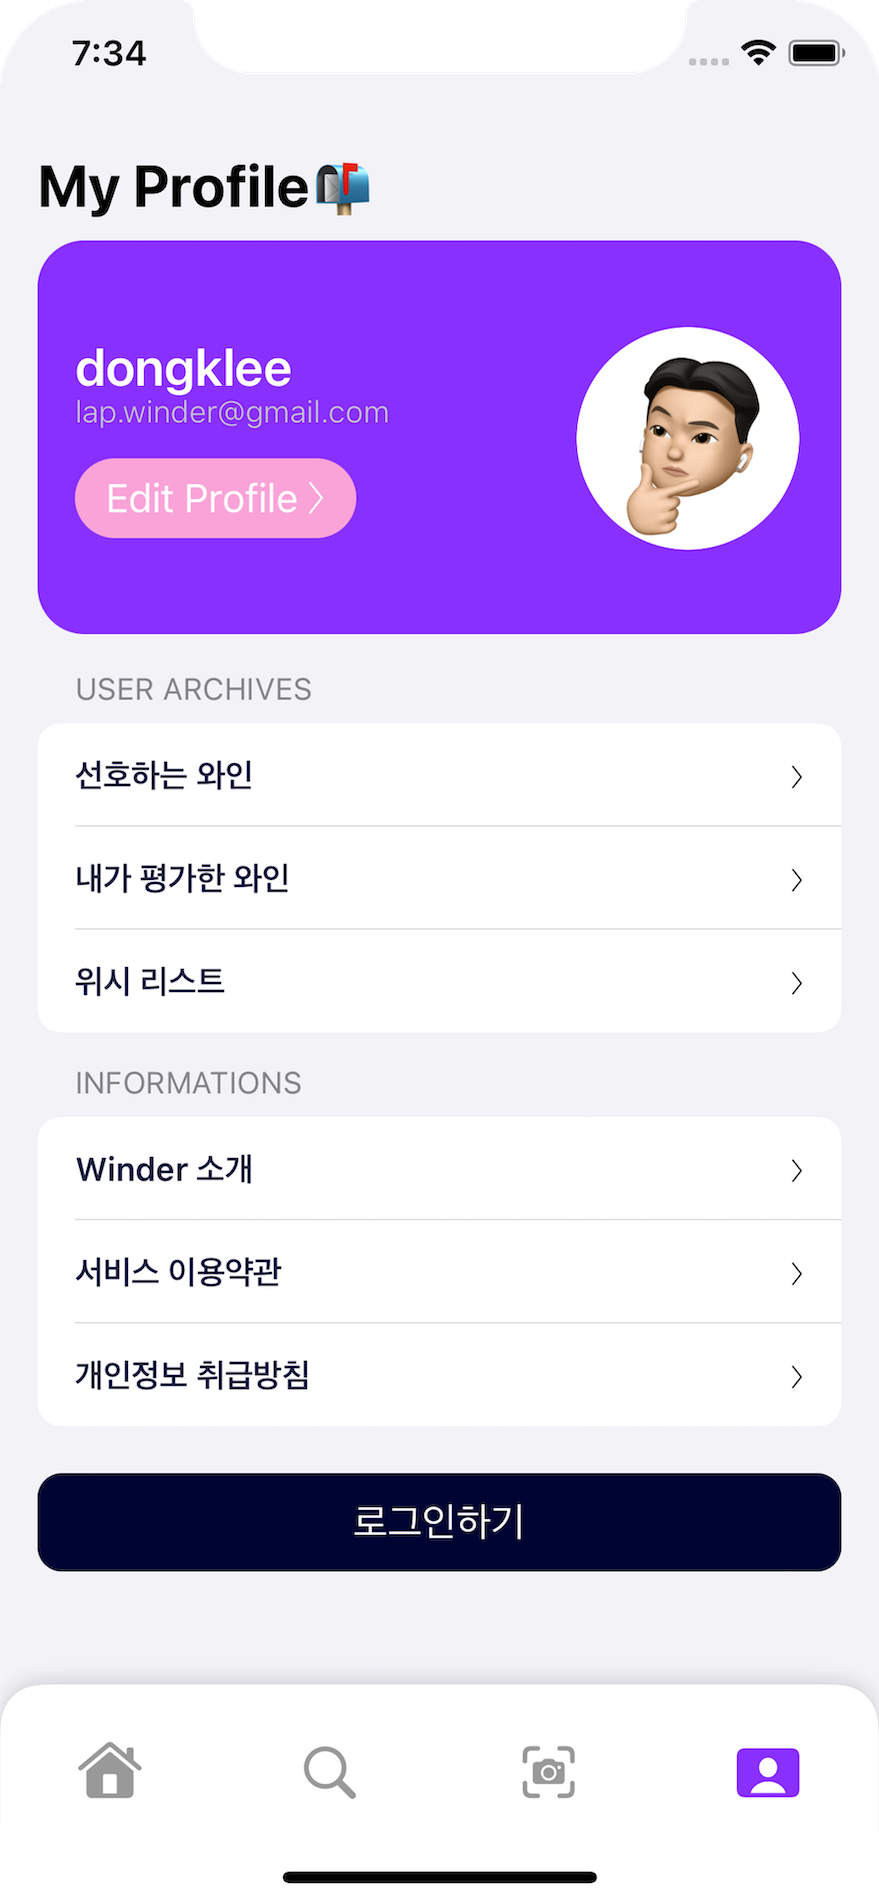 7:34
My Profile📬
dongklee
lap.winder@gmail.com
Edit Profile
USER ARCHIVES
선호하는 와인
내가 평가한 와인
위시 리스트
INFORMATIONS
Winder 소개
서비스 이용약관
개인정보 취급방침
로그인하기